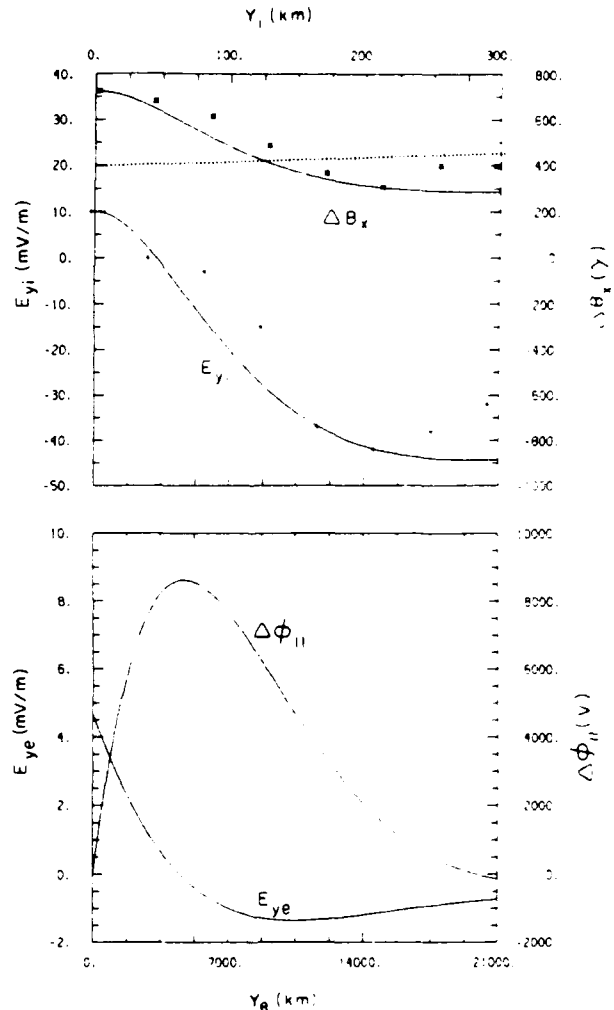 Y_i (km)
0. 100. 200. 300.
40. 800.
30. 600.
20. 400.
ΔB_x
10. 200.
0. 0.
E_yi (mV/m)
-10. -200.
-20. -400.
E_y
-30. -600.
-40. -800.
-50. -1000.
10. 10000.
8. 8000.
Δϕ_||
6. 6000.
E_ye (mV/m)
4. 4000.
Δϕ_|| (V)
2. 2000.
0. 0.
E_ye
-2. -2000.
0. 7000. 14000. 21000.
(km)